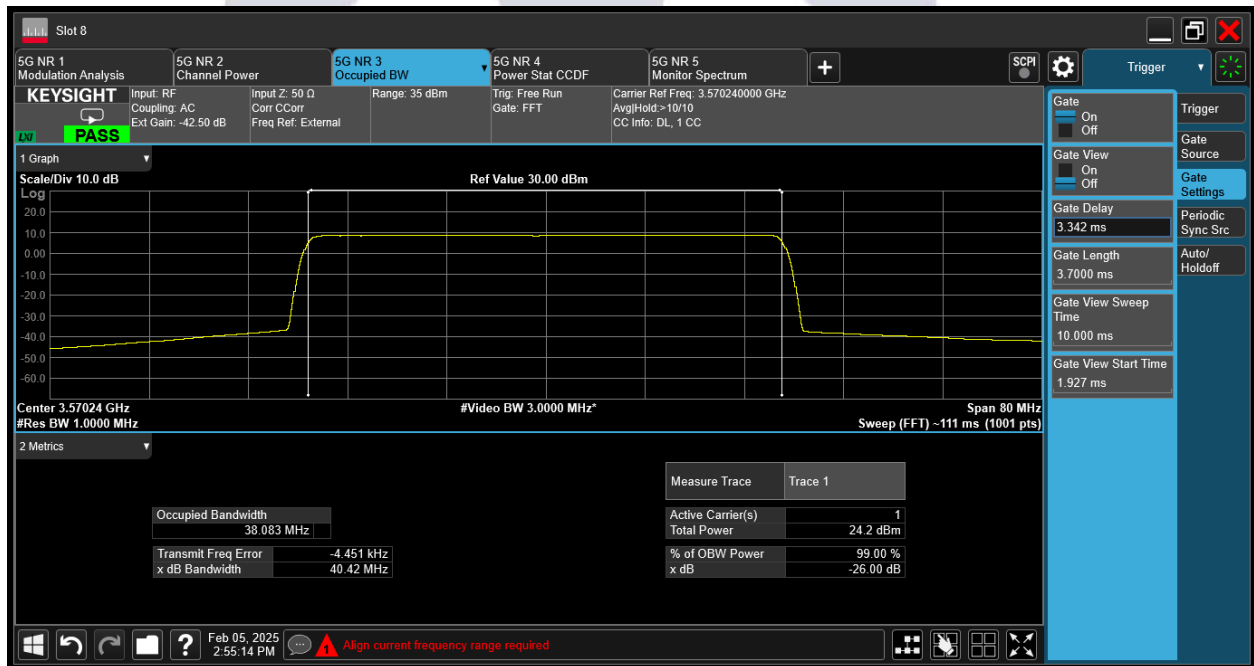 Slot 8
5G NR 1
Modulation Analysis
5G NR 2
Channel Power
5G NR 3
Occupied BW
5G NR 4
Power Stat CCDF
5G NR 5
Monitor Spectrum
+
SCPI
Trigger
KEYSIGHT
LXI
PASS
Input: RF
Coupling: AC
Ext Gain: -42.50 dB
Input Z: 50 Ω
Corr CCorr
Freq Ref: External
Range: 35 dBm
Trig: Free Run
Gate: FFT
Carrier Ref Freq: 3.570240000 GHz
Avg|Hold:>10/10
CC Info: DL, 1 CC
1 Graph
Scale/Div 10.0 dB
Ref Value 30.00 dBm
Log
20.0
10.0
0.00
-10.0
-20.0
-30.0
-40.0
-50.0
-60.0
Center 3.57024 GHz
#Video BW 3.0000 MHz*
Span 80 MHz
#Res BW 1.0000 MHz
Sweep (FFT) ~111 ms (1001 pts)
2 Metrics
Measure Trace Trace 1
Occupied Bandwidth
38.083 MHz
Active Carrier(s) 1
Total Power 24.2 dBm
Transmit Freq Error -4.451 kHz
x dB Bandwidth 40.42 MHz
% of OBW Power 99.00 %
x dB -26.00 dB
Gate
On
Off
Gate View
On
Off
Gate Delay
3.342 ms
Gate Length
3.7000 ms
Gate View Sweep
Time
10.000 ms
Gate View Start Time
1.927 ms
Trigger
Gate
Source
Gate
Settings
Periodic
Sync Src
Auto/
Holdoff
?
Feb 05, 2025
2:55:14 PM
1
Align current frequency range required